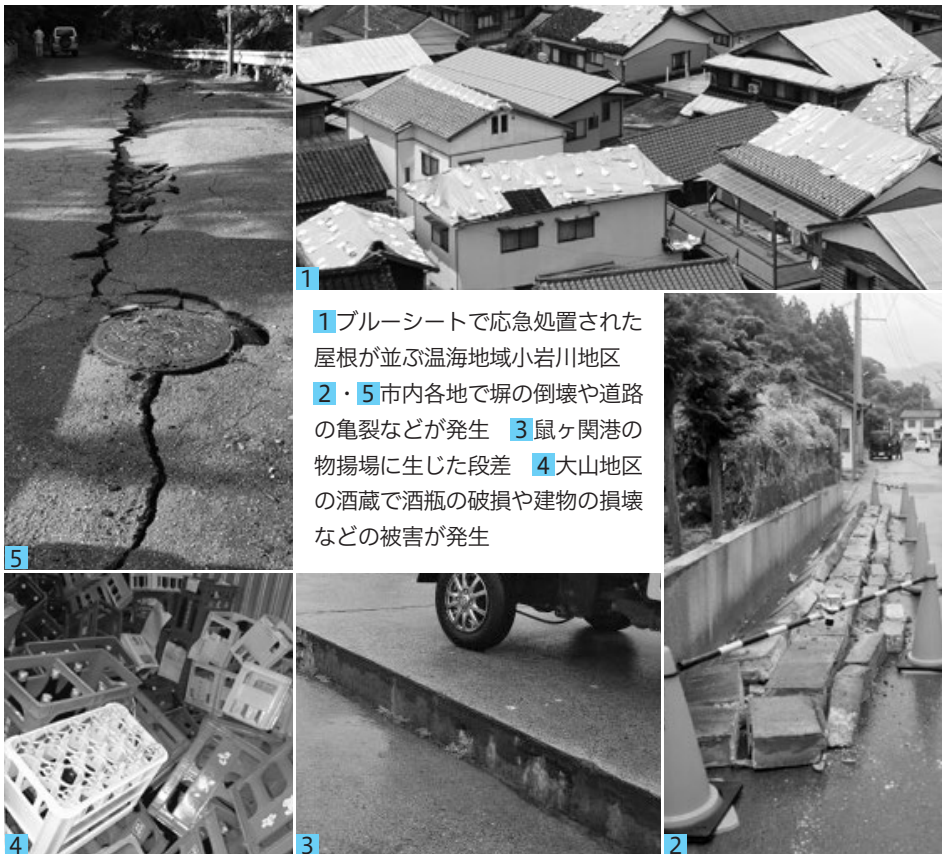 5
1
1ブルーシートで応急処置された
屋根が並ぶ温海地域小岩川地区
2・5市内各地で塀の倒壊や道路
の亀裂などが発生 3鼠ヶ関港の
物揚場に生じた段差 4大山地区
の酒蔵で酒瓶の破損や建物の損壊
などの被害が発生
4
3
2